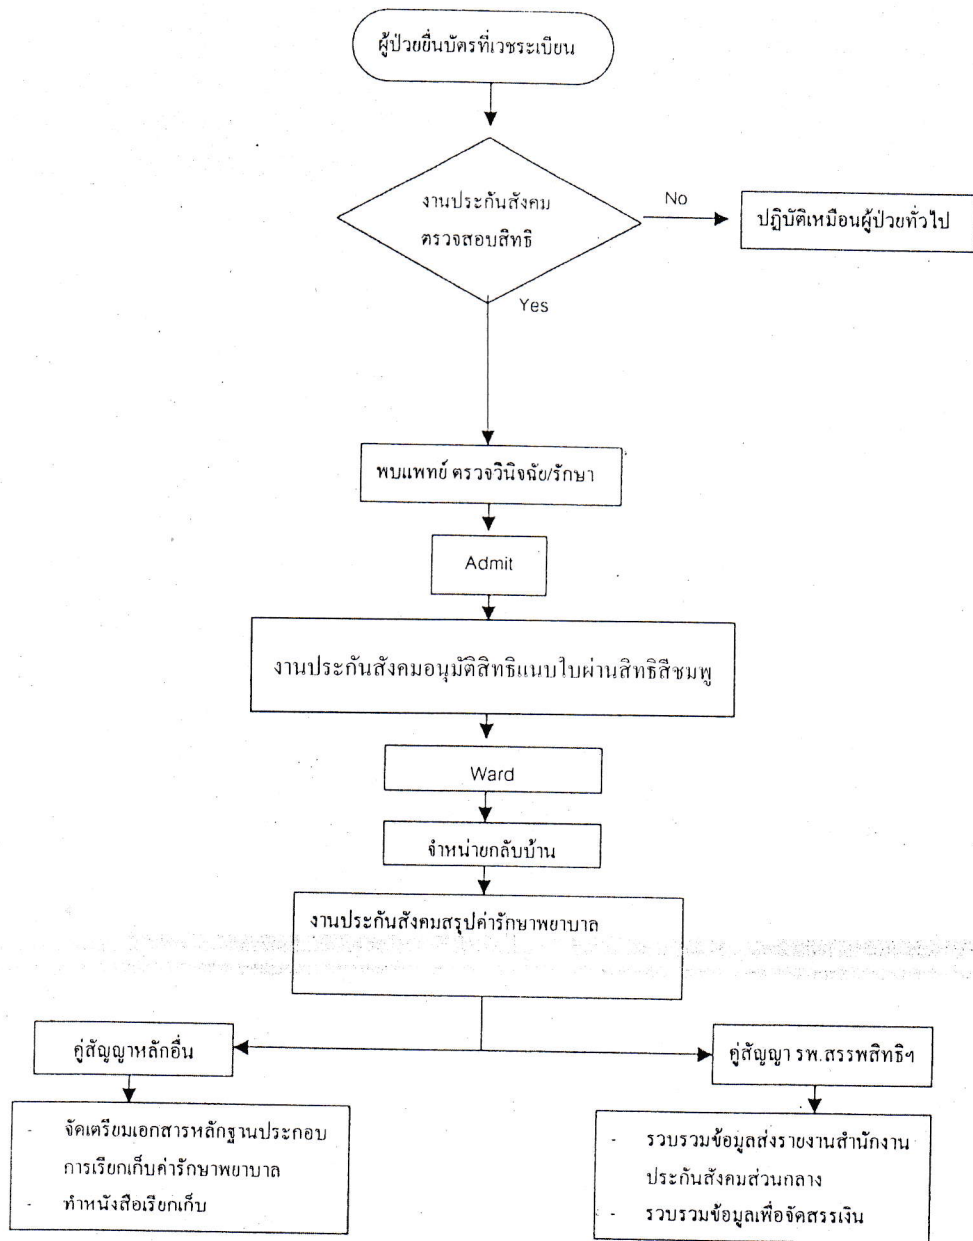 ผู้ป่วยยื่นบัตรที่เวชระเบียน
งานประกันสังคม
ตรวจสอบสิทธิ
No
ปฏิบัติเหมือนผู้ป่วยทั่วไป
Yes
พบแพทย์ ตรวจวินิจฉัย/รักษา
Admit
งานประกันสังคมอนุมัติสิทธิแนบใบผ่านสิทธิสีชมพู
Ward
จำหน่ายกลับบ้าน
งานประกันสังคมสรุปค่ารักษาพยาบาล
คู่สัญญาหลักอื่น
คู่สัญญา รพ.สรรพสิทธิฯ
- จัดเตรียมเอกสารหลักฐานประกอบ
การเรียกเก็บค่ารักษาพยาบาล
- ทำหนังสือเรียกเก็บ
- รวบรวมข้อมูลส่งรายงานสำนักงาน
ประกันสังคมส่วนกลาง
- รวบรวมข้อมูลเพื่อจัดสรรเงิน